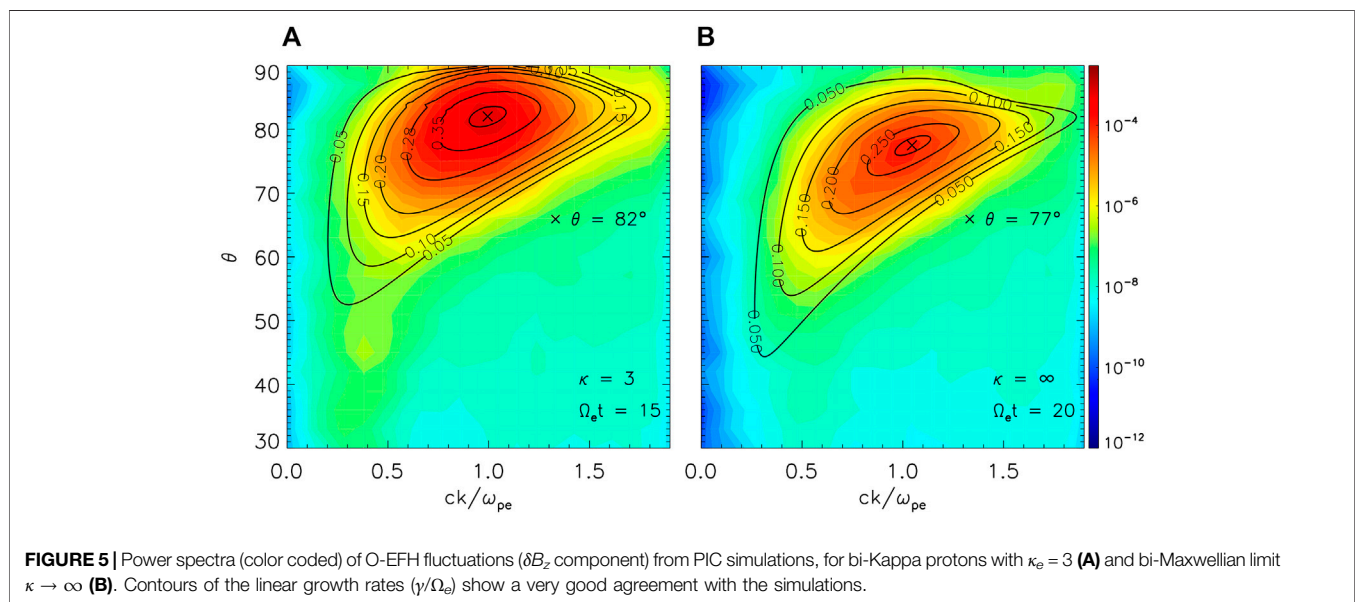 A
B
90
80
70
60
50
40
30
θ
0.05
0.15
0.20
0.28
0.35
0.05
0.15
0.10
0.05
× θ = 82°
κ = 3
Ωₑt = 15
0.0
0.5
1.0
1.5
ck/ωpe
0.050
0.100
0.150
0.250
0.200
0.150
0.100
0.050
0.050
× θ = 77°
κ = ∞
Ωₑt = 20
0.0
0.5
1.0
1.5
ck/ωpe
10⁻⁴
10⁻⁶
10⁻⁸
10⁻¹⁰
10⁻¹²
FIGURE 5 | Power spectra (color coded) of O-EFH fluctuations (δBz component) from PIC simulations, for bi-Kappa protons with κₑ = 3 (A) and bi-Maxwellian limit
κ → ∞ (B). Contours of the linear growth rates (γ/Ωₑ) show a very good agreement with the simulations.